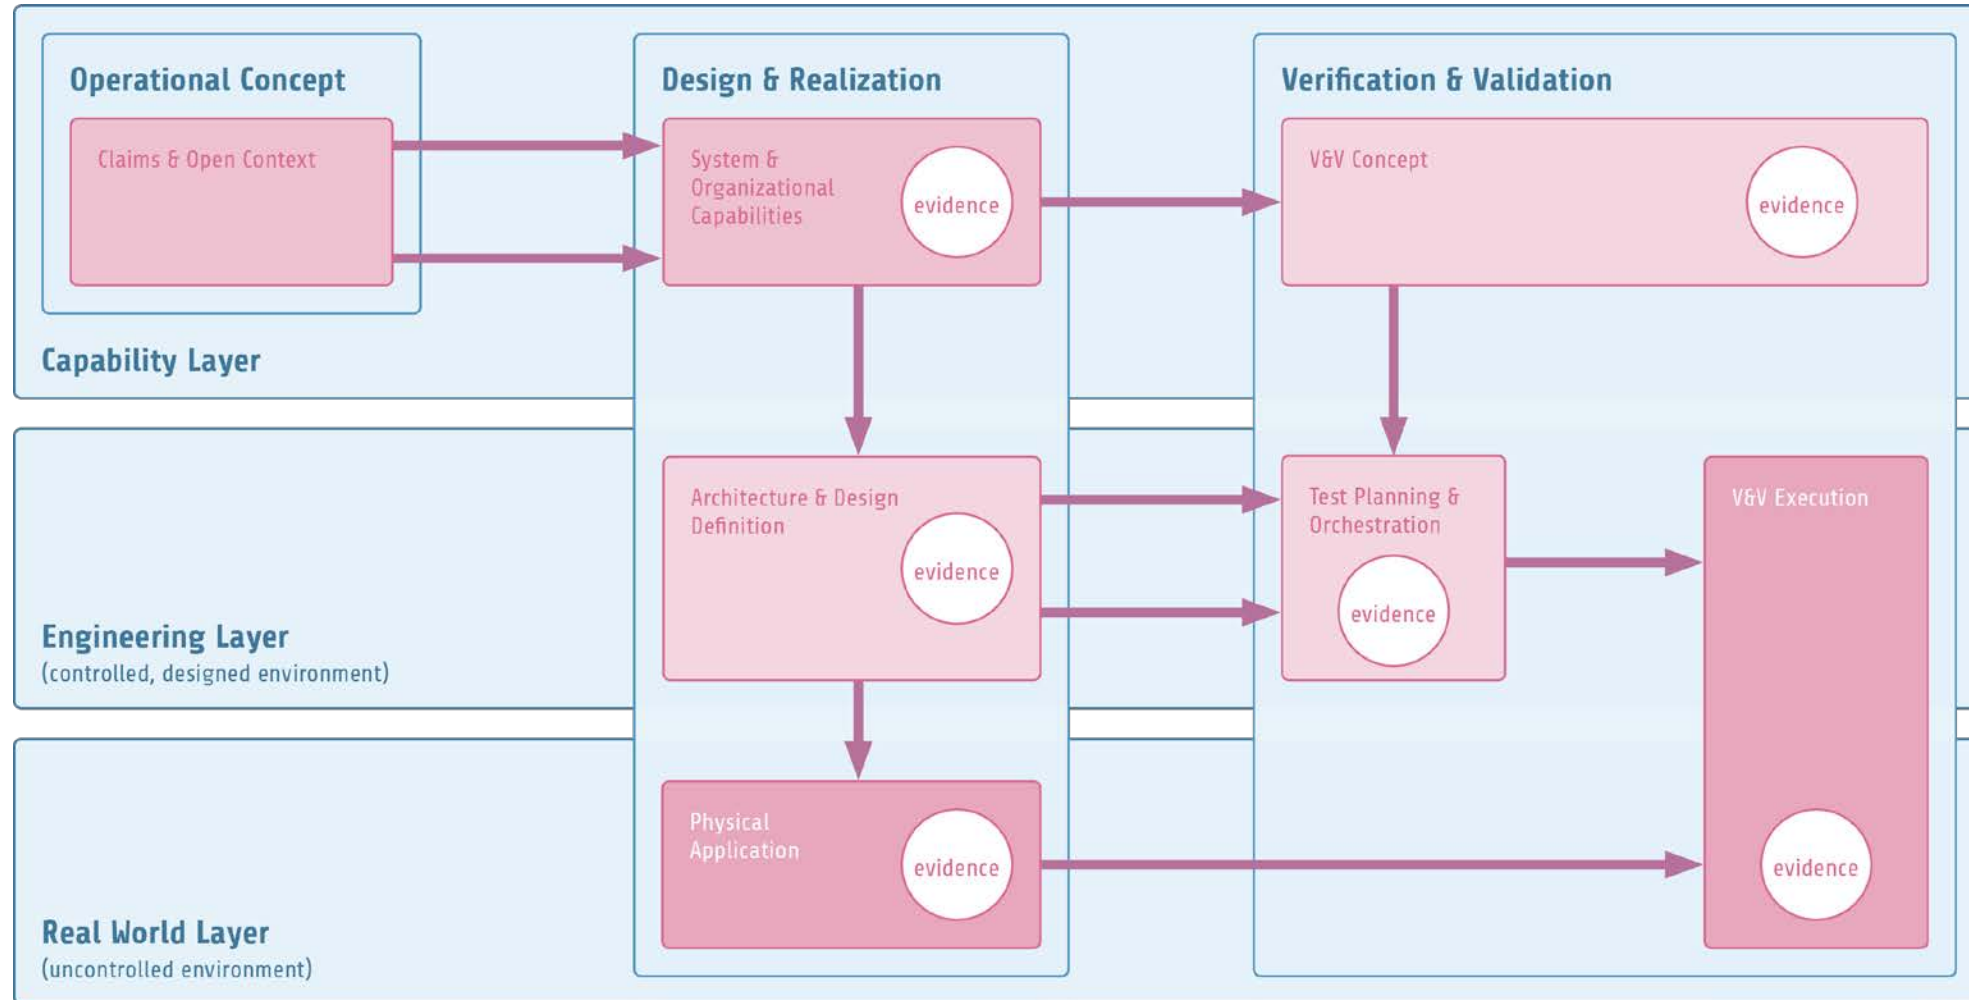 Operational Concept
Claims & Open Context
Design & Realization
System &
Organizational
Capabilities
evidence
Verification & Validation
V&V Concept
evidence
Capability Layer
Architecture & Design
Definition
evidence
Test Planning &
Orchestration
evidence
V&V Execution
evidence
Engineering Layer
(controlled, designed environment)
Physical
Application
evidence
Real World Layer
(uncontrolled environment)